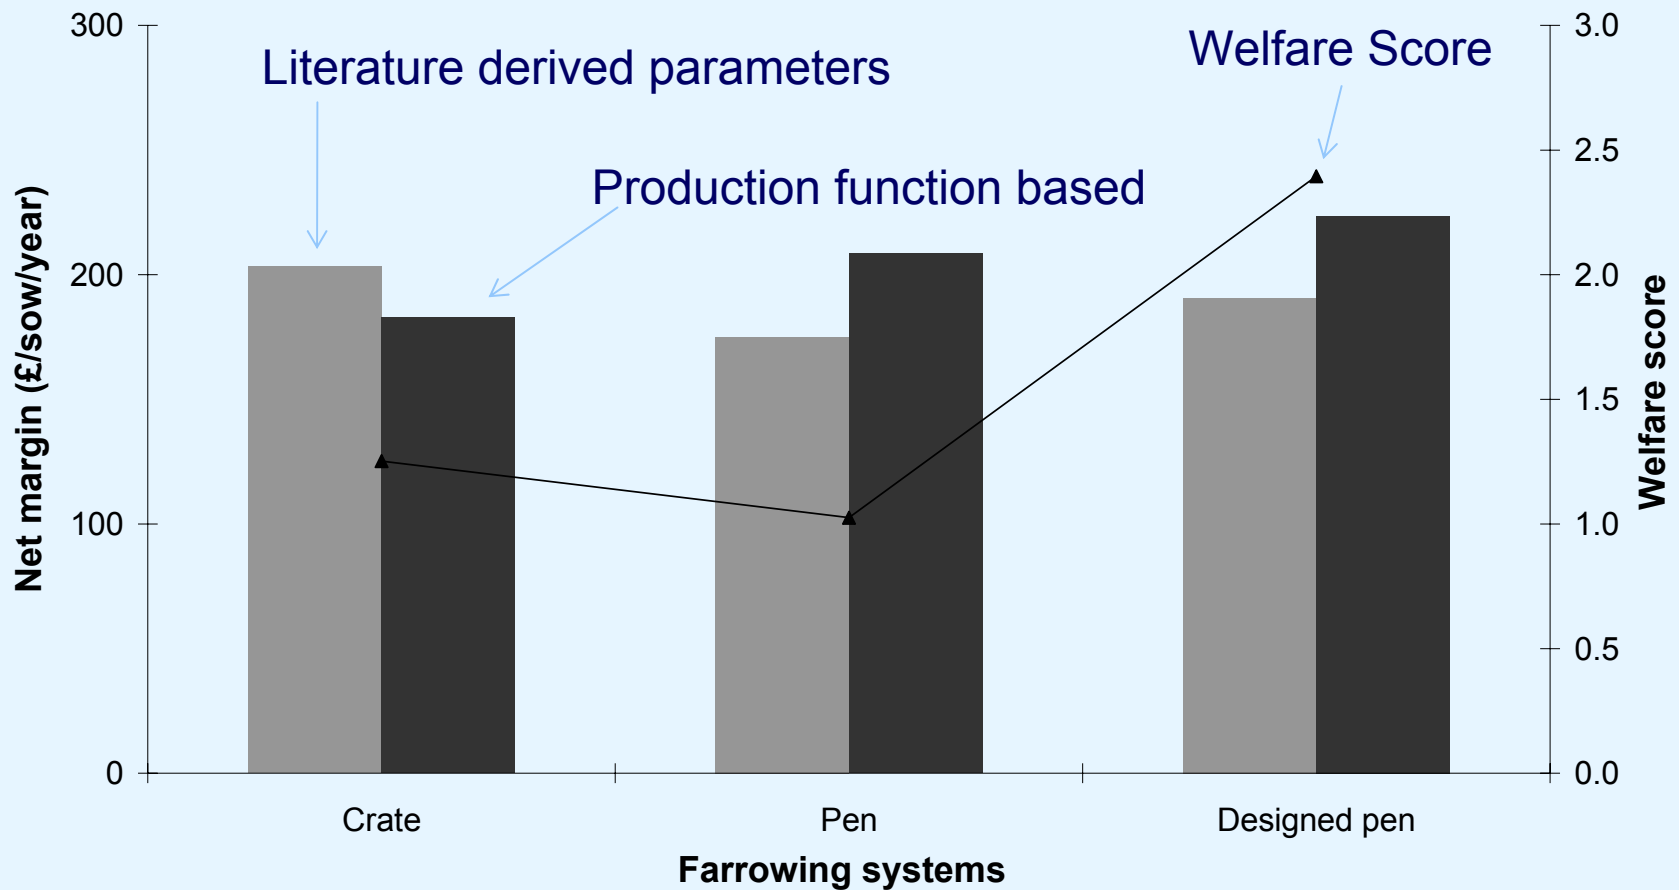 300
200
100
0
Net margin (£/sow/year)
Literature derived parameters
Production function based
Welfare Score
3.0
2.5
2.0
1.5
1.0
0.5
0.0
Welfare score
Crate
Pen
Designed pen
Farrowing systems